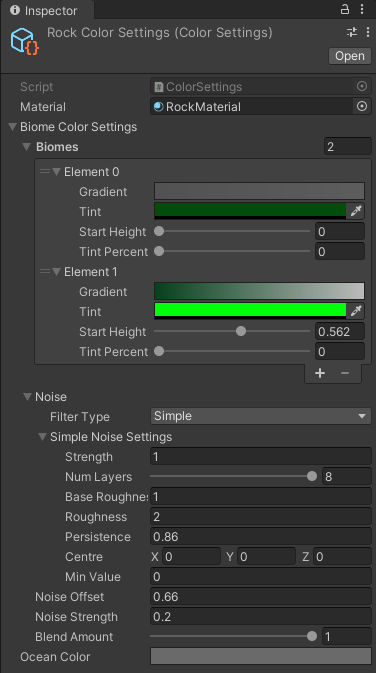 Inspector
Rock Color Settings (Color Settings)
Open
Script ColorSettings
Material RockMaterial
Biome Color Settings
Biomes 2
Element 0
Gradient
Tint
Start Height 0
Tint Percent 0
Element 1
Gradient
Tint
Start Height 0.562
Tint Percent 0
+ −
Noise
Filter Type Simple
Simple Noise Settings
Strength 1
Num Layers 8
Base Roughnes 1
Roughness 2
Persistence 0.86
Centre X 0 Y 0 Z 0
Min Value 0
Noise Offset 0.66
Noise Strength 0.2
Blend Amount 1
Ocean Color